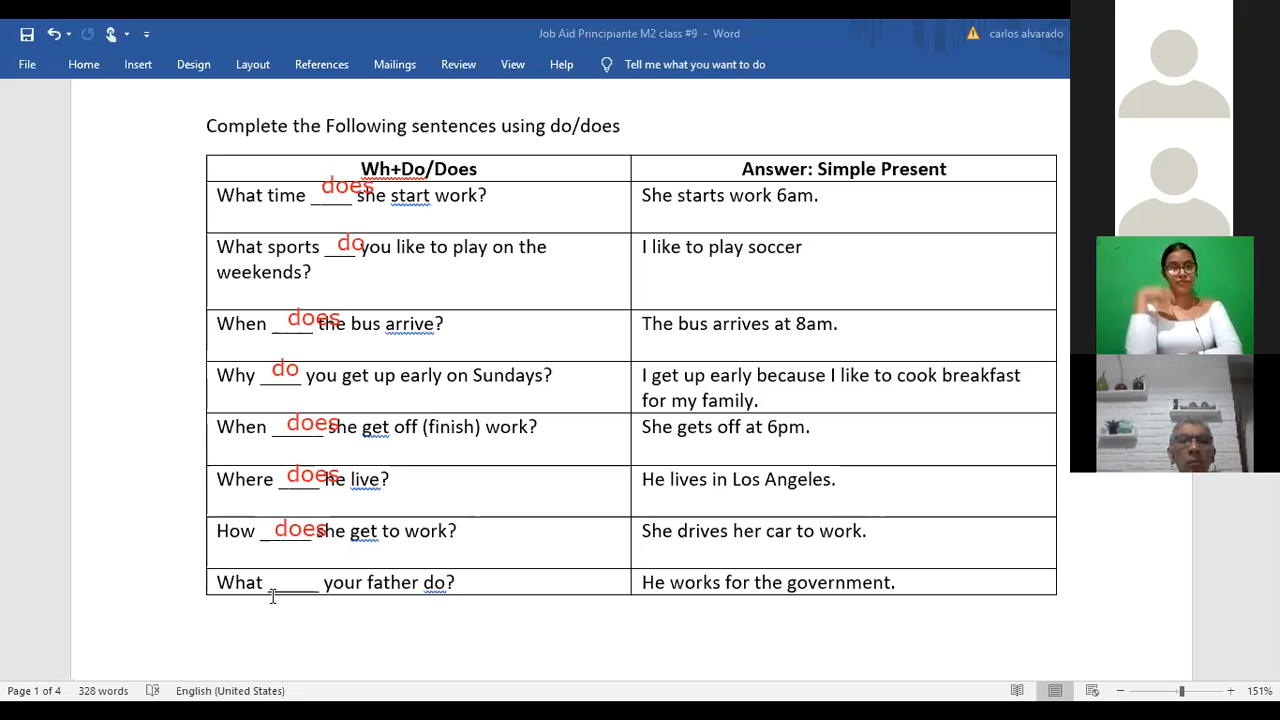 Job Aid Principiante M2 class #9 - Word
carlos alvarado
File Home Insert Design Layout References Mailings Review View Help Tell me what you want to do
Complete the Following sentences using do/does
Wh+Do/Does Answer: Simple Present
What time ____ she start work? She starts work 6am.
does
What sports ___ you like to play on the I like to play soccer
do
weekends?
When ____ the bus arrive? The bus arrives at 8am.
does
Why ____ you get up early on Sundays? I get up early because I like to cook breakfast
do
for my family.
When _____ she get off (finish) work? She gets off at 6pm.
does
Where ____ he live? He lives in Los Angeles.
does
How _____ she get to work? She drives her car to work.
does
What _____ your father do? He works for the government.
Page 1 of 4 328 words English (United States) 151%